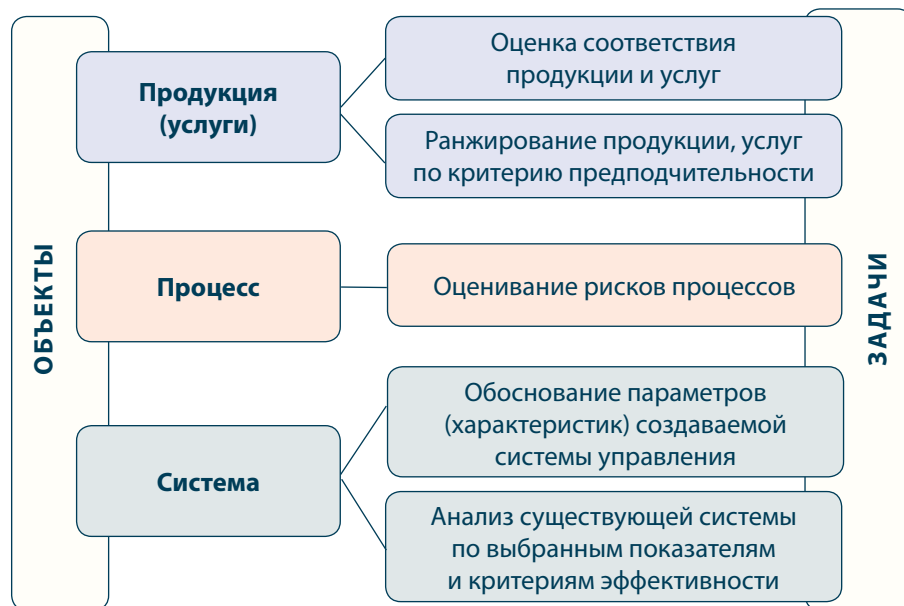 ОБЪЕКТЫ
Продукция
(услуги)
Оценка соответствия
продукции и услуг
Ранжирование продукции, услуг
по критерию предподчительности
Процесс
Оценивание рисков процессов
Система
Обоснование параметров
(характеристик) создаваемой
системы управления
Анализ существующей системы
по выбранным показателям
и критериям эффективности
ЗАДАЧИ